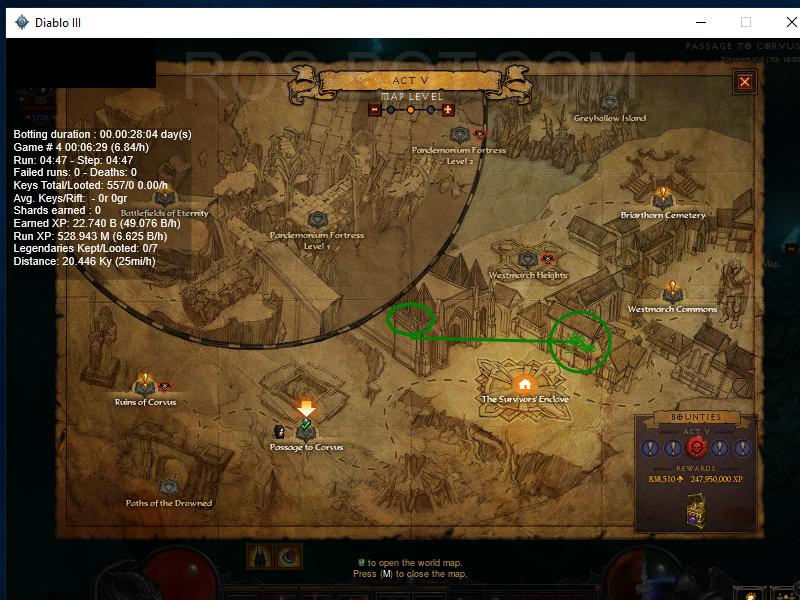 Diablo III
ROS-BOT.COM
PASSAGE TO CORVUS
ACT V
MAP LEVEL
Greyhollow Island
Botting duration : 00.00:28:04 day(s)
Game # 4 00:06:29 (6.84/h)
Run: 04:47 - Step: 04:47
Failed runs: 0 - Deaths: 0
Keys Total/Looted: 557/0 0.00/h
Avg. Keys/Rift: - 0r 0gr
Shards earned : 0
Earned XP: 22.740 B (49.076 B/h)
Run XP: 528.943 M (6.625 B/h)
Legendaries Kept/Looted: 0/7
Distance: 20.446 Ky (25mi/h)
Pandemonium Fortress
Level 2
Battlefields of Eternity
Briarthorn Cemetery
Pandemonium Fortress
Level 1
Westmarch Heights
Map.
Westmarch Commons
Ruins of Corvus
The Survivors' Enclave
BOUNTIES
ACT V
Passage to Corvus
REWARDS
838,510 247,950,000 XP
Paths of the Drowned
to open the world map.
Press (M) to close the map.